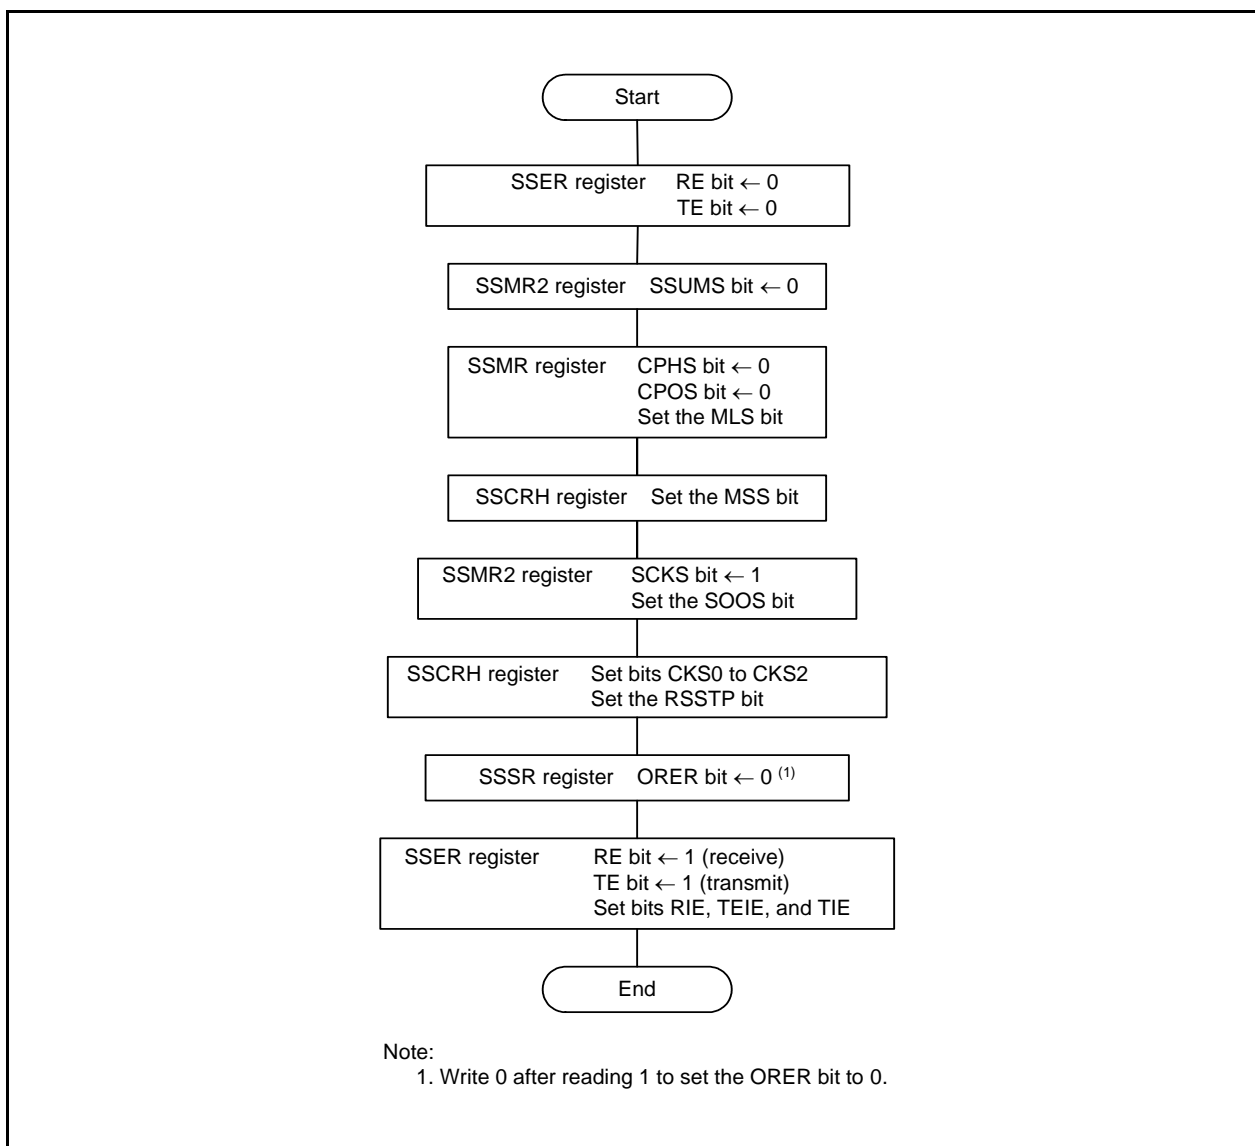 Start
SSER register RE bit ← 0
TE bit ← 0
SSMR2 register SSUMS bit ← 0
SSMR register CPHS bit ← 0
CPOS bit ← 0
Set the MLS bit
SSCRH register Set the MSS bit
SSMR2 register SCKS bit ← 1
Set the SOOS bit
SSCRH register Set bits CKS0 to CKS2
Set the RSSTP bit
SSSR register ORER bit ← 0 (1)
SSER register RE bit ← 1 (receive)
TE bit ← 1 (transmit)
Set bits RIE, TEIE, and TIE
End
Note:
1. Write 0 after reading 1 to set the ORER bit to 0.